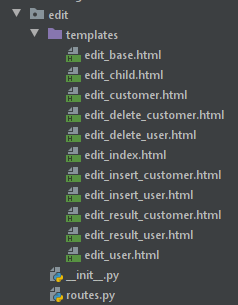 edit
templates
edit_base.html
edit_child.html
edit_customer.html
edit_delete_customer.html
edit_delete_user.html
edit_index.html
edit_insert_customer.html
edit_insert_user.html
edit_result_customer.html
edit_result_user.html
edit_user.html
__init__.py
routes.py